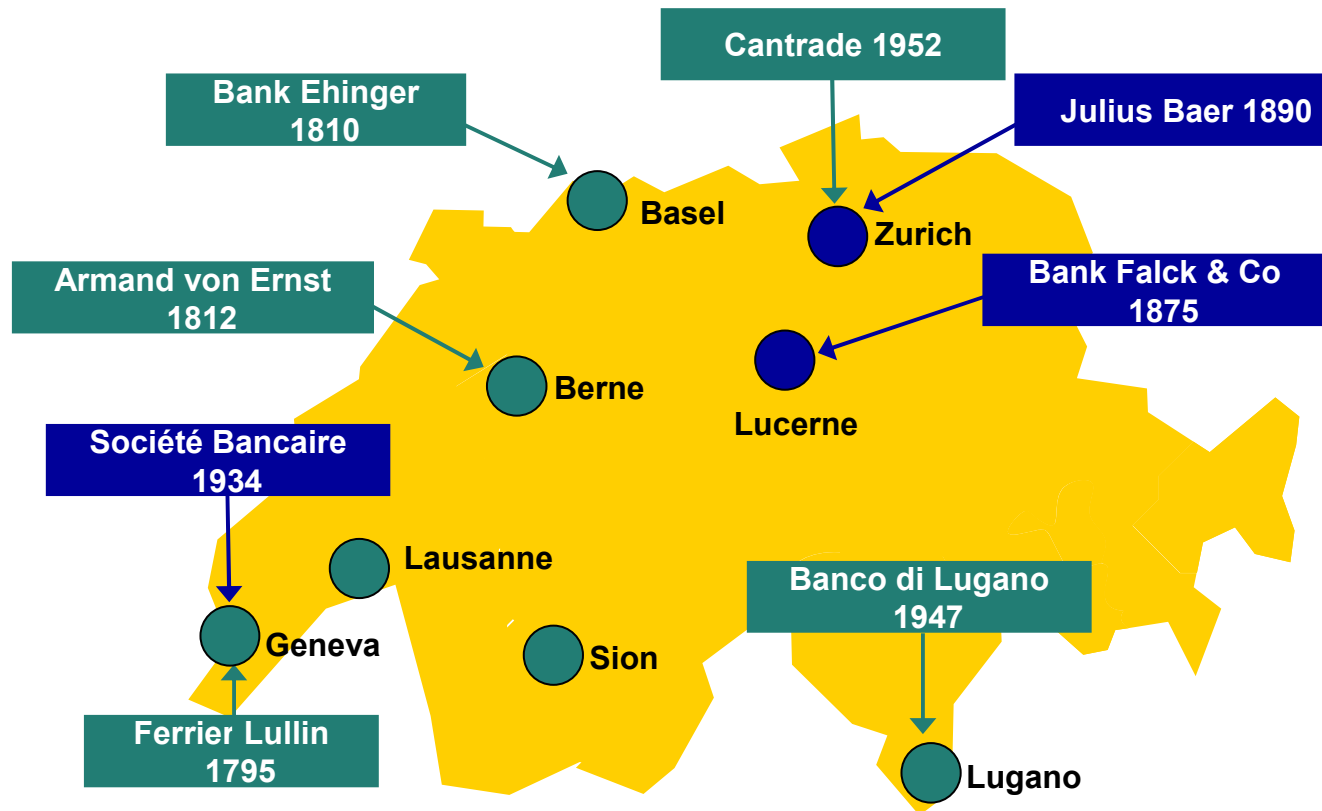 Cantrade 1952
Bank Ehinger
1810
Julius Baer 1890
Basel
Zurich
Armand von Ernst
1812
Bank Falck & Co
1875
Berne
Lucerne
Société Bancaire
1934
Lausanne
Banco di Lugano
1947
Geneva
Sion
Ferrier Lullin
1795
Lugano